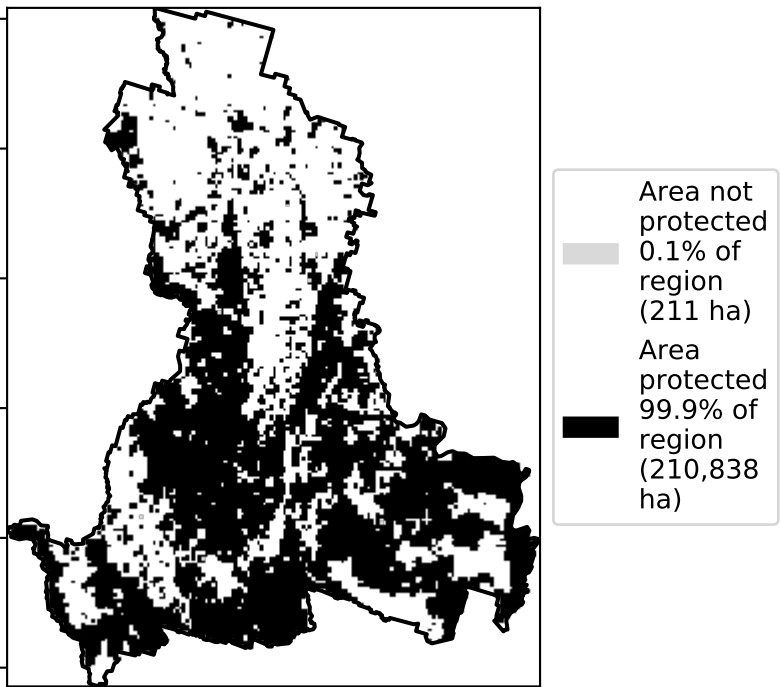 Area not
protected
0.1% of
region
(211 ha)
Area
protected
99.9% of
region
(210,838
ha)